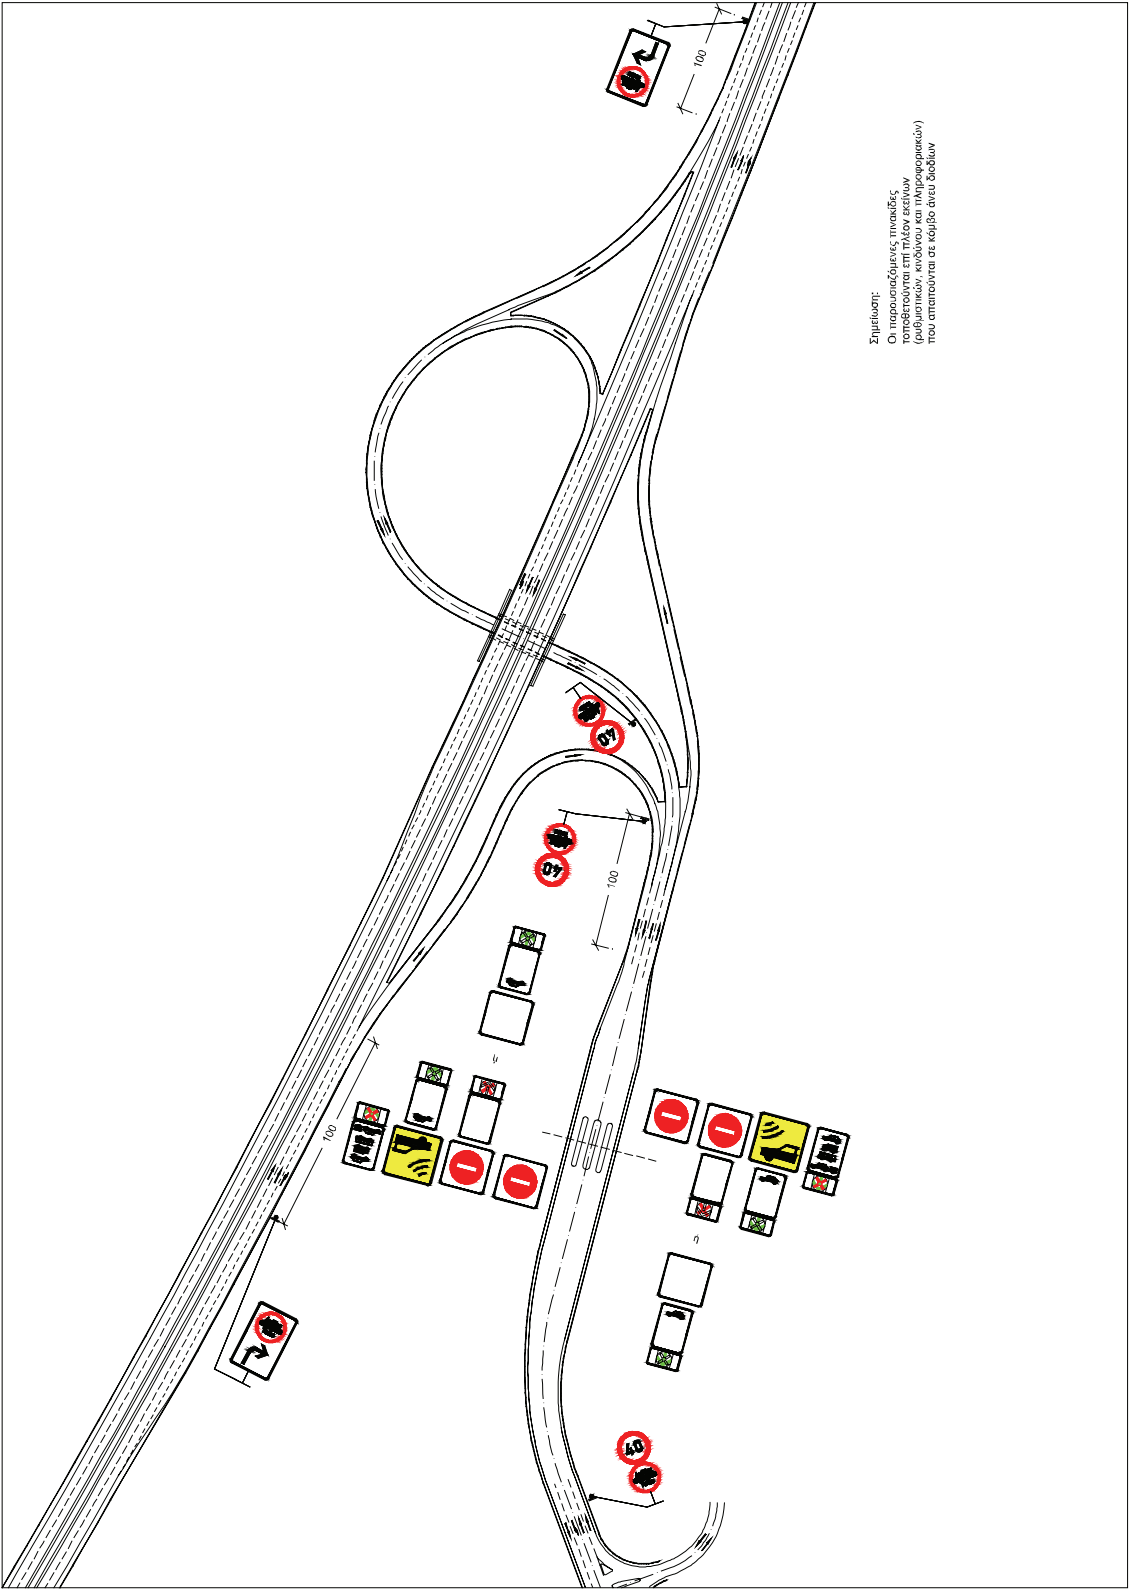 100
Σημείωση:
Οι παρουσιαζόμενες πινακίδες
τοποθετούνται επί πλέον εκείνων
(ρυθμιστικών, κινδύνου και πληροφοριακών)
που απαιτούνται σε κόμβο άνευ διοδίων
40
40
100
100
40